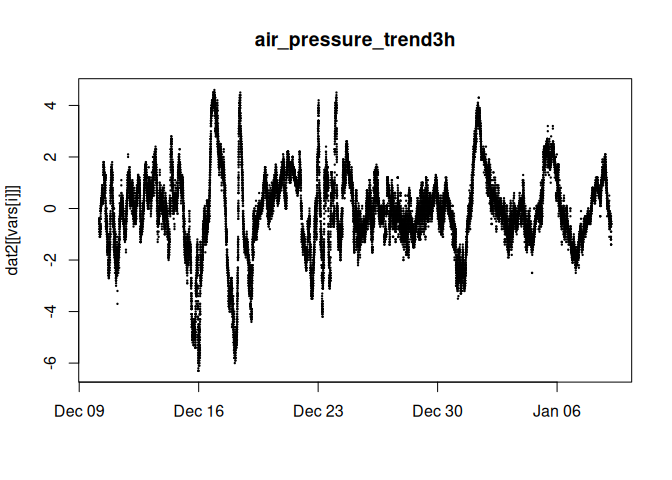 air_pressure_trend3h
dat2[[vars[i]]]
4
2
0
-2
-4
-6
Dec 09
Dec 16
Dec 23
Dec 30
Jan 06